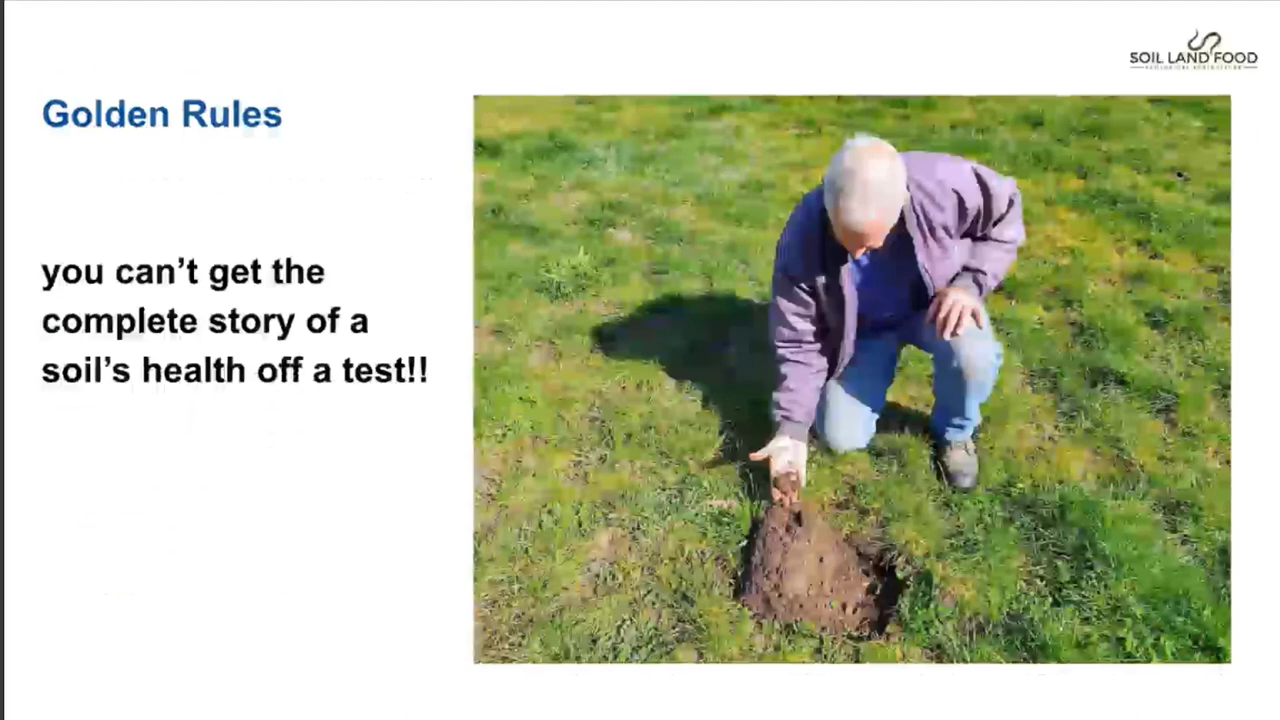 SOIL LAND FOOD
Golden Rules
you can’t get the
complete story of a
soil’s health off a test!!